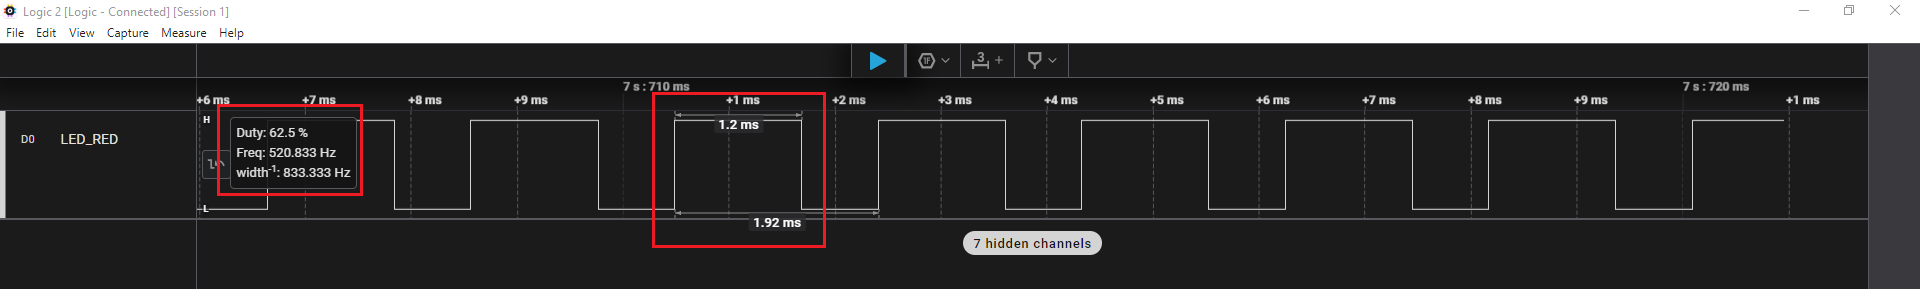 Logic 2 [Logic - Connected] [Session 1]
File Edit View Capture Measure Help
1F 3 +
7 s : 710 ms 7 s : 720 ms
+6 ms +7 ms +8 ms +9 ms +1 ms +2 ms +3 ms +4 ms +5 ms +6 ms +7 ms +8 ms +9 ms +1 ms
D0 LED_RED
H
L
Duty: 62.5 %
Freq: 520.833 Hz
width⁻¹: 833.333 Hz
1.2 ms
1.92 ms
7 hidden channels